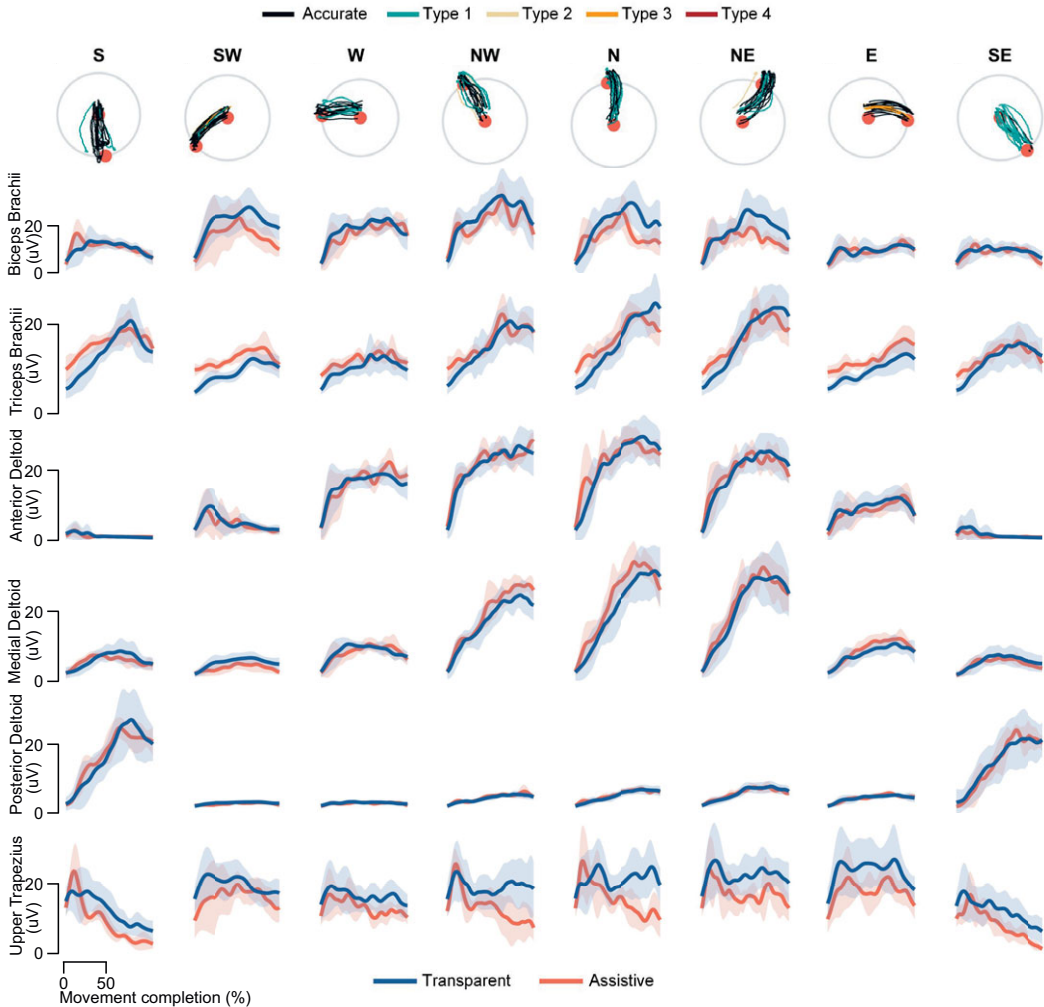 Accurate Type 1 Type 2 Type 3 Type 4
S SW W NW N NE E SE
Biceps Brachii
(uV)
20
0
Triceps Brachii
(uV)
20
0
Anterior Deltoid
(uV)
20
0
Medial Deltoid
(uV)
20
0
Posterior Deltoid
(uV)
20
0
Upper Trapezius
(uV)
20
0
0 50
Movement completion (%)
Transparent Assistive